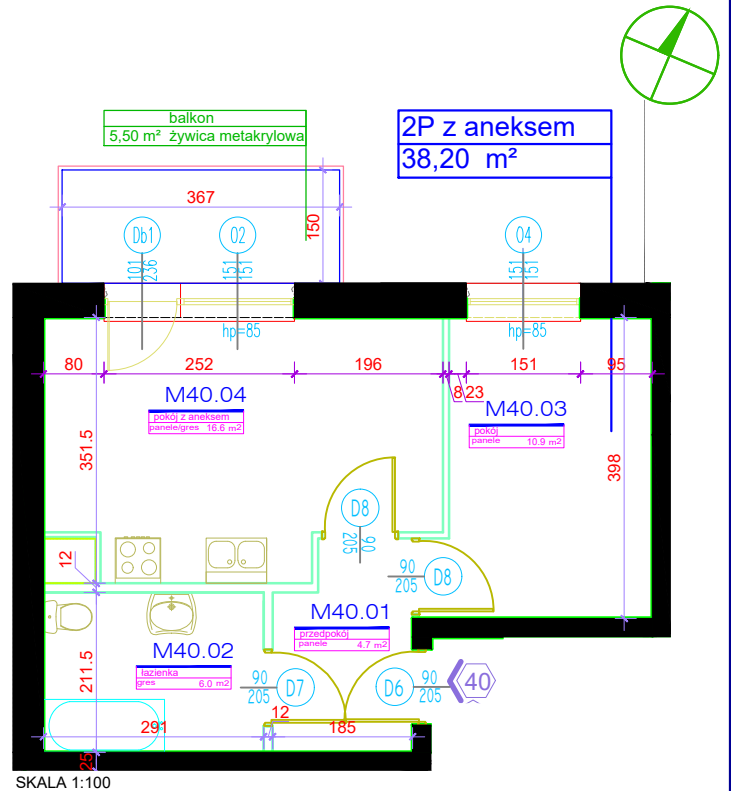 balkon
5,50 m² żywica metakrylowa
2P z aneksem
38,20 m²
367
150
Db1
O2
O4
101
236
151
151
151
151
hp=85
hp=85
80
252
196
8
23
151
95
M40.04
pokój z aneksem
panele/gres 16.6 m2
M40.03
pokój
panele 10.9 m2
351.5
398
D8
90
205
12
90
205
D8
M40.01
przedpokój
panele 4.7 m2
M40.02
łazienka
gres 6.0 m2
211.5
90
205
D7
D6
90
205
40
12
291
185
25
SKALA 1:100